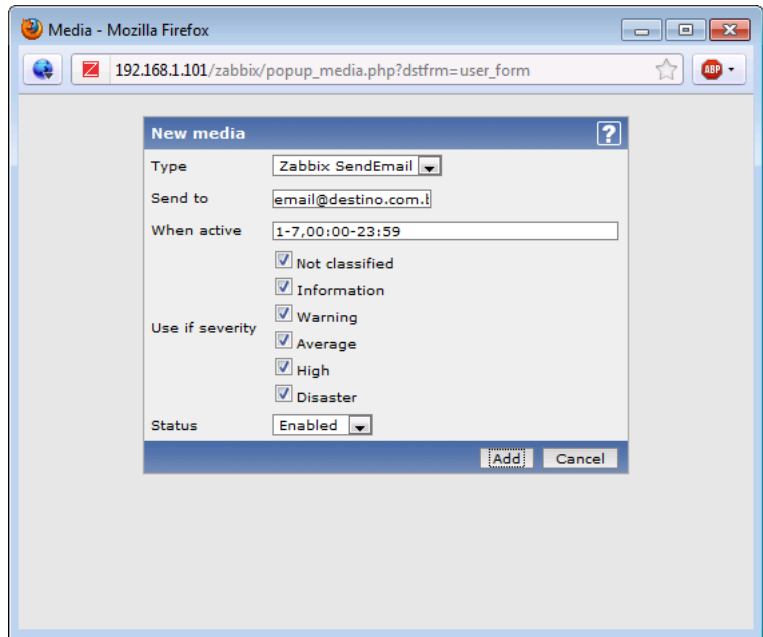 Media - Mozilla Firefox
192.168.1.101/zabbix/popup_media.php?dstfrm=user_form
ABP
New media ?
Type Zabbix SendEmail
Send to email@destino.com.
When active 1-7,00:00-23:59
Not classified
Information
Warning
Use if severity
Average
High
Disaster
Status Enabled
Add Cancel